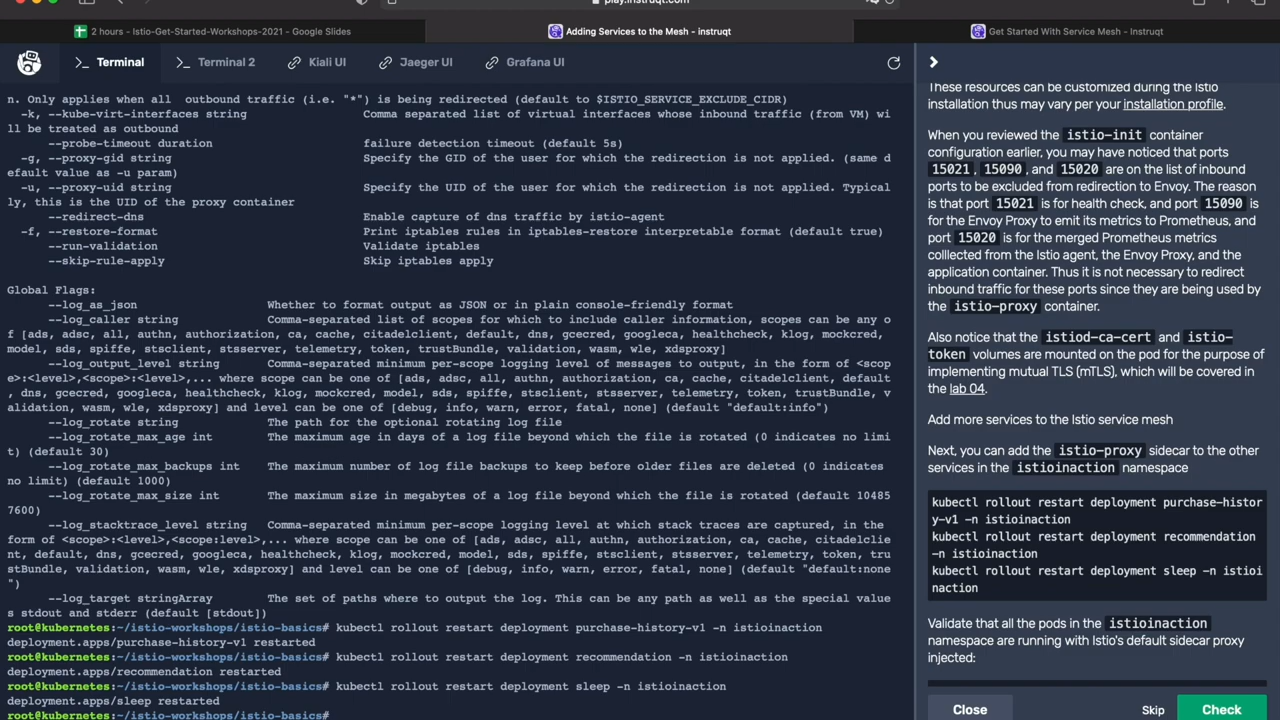 play.instruqt.com
2 hours - Istio-Get-Started-Workshops-2021 - Google Slides
Adding Services to the Mesh - instruqt
Get Started With Service Mesh - Instruqt
Terminal
Terminal 2
Kiali UI
Jaeger UI
Grafana UI
n. Only applies when all  outbound traffic (i.e. "*") is being redirected (default to $ISTIO_SERVICE_EXCLUDE_CIDR)
-k, --kube-virt-interfaces string Comma separated list of virtual interfaces whose inbound traffic (from VM) wi
ll be treated as outbound
--probe-timeout duration failure detection timeout (default 5s)
-g, --proxy-gid string Specify the GID of the user for which the redirection is not applied. (same d
efault value as -u param)
-u, --proxy-uid string Specify the UID of the user for which the redirection is not applied. Typical
ly, this is the UID of the proxy container
--redirect-dns Enable capture of dns traffic by istio-agent
-f, --restore-format Print iptables rules in iptables-restore interpretable format (default true)
--run-validation Validate iptables
--skip-rule-apply Skip iptables apply
Global Flags:
--log_as_json Whether to format output as JSON or in plain console-friendly format
--log_caller string Comma-separated list of scopes for which to include caller information, scopes can be any o
f [ads, adsc, all, authn, authorization, ca, cache, citadelclient, default, dns, gcecred, googleca, healthcheck, klog, mockcred,
model, sds, spiffe, stsclient, stsserver, telemetry, token, trustBundle, validation, wasm, wle, xdsproxy]
--log_output_level string Comma-separated minimum per-scope logging level of messages to output, in the form of <scop
e>:<level>,<scope>:<level>,... where scope can be one of [ads, adsc, all, authn, authorization, ca, cache, citadelclient, default
, dns, gcecred, googleca, healthcheck, klog, mockcred, model, sds, spiffe, stsclient, stsserver, telemetry, token, trustBundle, v
alidation, wasm, wle, xdsproxy] and level can be one of [debug, info, warn, error, fatal, none] (default "default:info")
--log_rotate string The path for the optional rotating log file
--log_rotate_max_age int The maximum age in days of a log file beyond which the file is rotated (0 indicates no limi
t) (default 30)
--log_rotate_max_backups int The maximum number of log file backups to keep before older files are deleted (0 indicates
no limit) (default 1000)
--log_rotate_max_size int The maximum size in megabytes of a log file beyond which the file is rotated (default 10485
7600)
--log_stacktrace_level string Comma-separated minimum per-scope logging level at which stack traces are captured, in the
form of <scope>:<level>,<scope:level>,... where scope can be one of [ads, adsc, all, authn, authorization, ca, cache, citadelclie
nt, default, dns, gcecred, googleca, healthcheck, klog, mockcred, model, sds, spiffe, stsclient, stsserver, telemetry, token, tru
stBundle, validation, wasm, wle, xdsproxy] and level can be one of [debug, info, warn, error, fatal, none] (default "default:none
")
--log_target stringArray The set of paths where to output the log. This can be any path as well as the special value
s stdout and stderr (default [stdout])
root@kubernetes:~/istio-workshops/istio-basics# kubectl rollout restart deployment purchase-history-v1 -n istioinaction
deployment.apps/purchase-history-v1 restarted
root@kubernetes:~/istio-workshops/istio-basics# kubectl rollout restart deployment recommendation -n istioinaction
deployment.apps/recommendation restarted
root@kubernetes:~/istio-workshops/istio-basics# kubectl rollout restart deployment sleep -n istioinaction
deployment.apps/sleep restarted
root@kubernetes:~/istio-workshops/istio-basics#
These resources can be customized during the Istio
installation thus may vary per your installation profile.
When you reviewed the istio-init container
configuration earlier, you may have noticed that ports
15021, 15090, and 15020 are on the list of inbound
ports to be excluded from redirection to Envoy. The reason
is that port 15021 is for health check, and port 15090 is
for the Envoy Proxy to emit its metrics to Prometheus, and
port 15020 is for the merged Prometheus metrics
colllected from the Istio agent, the Envoy Proxy, and the
application container. Thus it is not necessary to redirect
inbound traffic for these ports since they are being used by
the istio-proxy container.
Also notice that the istiod-ca-cert and istio-
token volumes are mounted on the pod for the purpose of
implementing mutual TLS (mTLS), which will be covered in
the lab 04.
Add more services to the Istio service mesh
Next, you can add the istio-proxy sidecar to the other
services in the istioinaction namespace
kubectl rollout restart deployment purchase-histor
y-v1 -n istioinaction
kubectl rollout restart deployment recommendation
-n istioinaction
kubectl rollout restart deployment sleep -n istioi
naction
Validate that all the pods in the istioinaction
namespace are running with Istio's default sidecar proxy
injected:
Close
Skip
Check